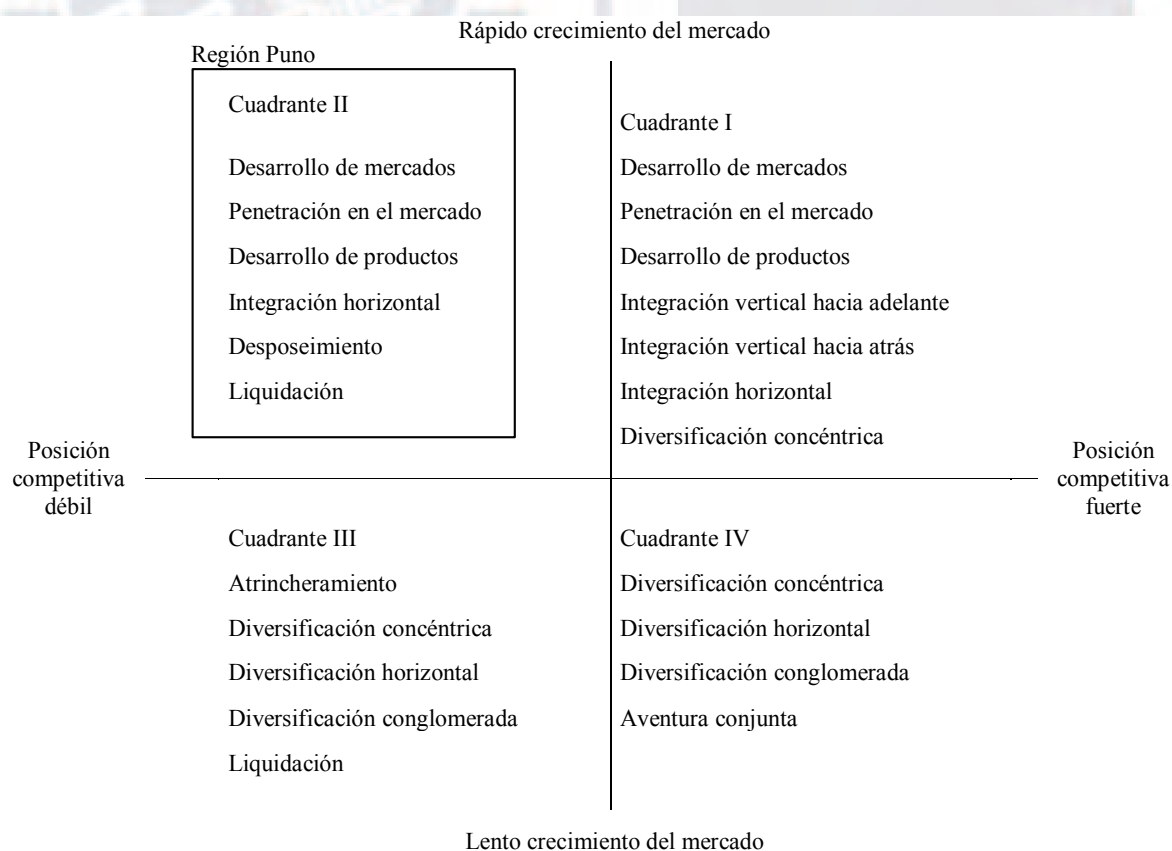 Rápido crecimiento del mercado
Región Puno
Cuadrante II
Desarrollo de mercados
Penetración en el mercado
Desarrollo de productos
Integración horizontal
Desposeimiento
Liquidación
Cuadrante I
Desarrollo de mercados
Penetración en el mercado
Desarrollo de productos
Integración vertical hacia adelante
Integración vertical hacia atrás
Integración horizontal
Diversificación concéntrica
Posición
competitiva
débil
Posición
competitiva
fuerte
Cuadrante III
Atrincheramiento
Diversificación concéntrica
Diversificación horizontal
Diversificación conglomerada
Liquidación
Cuadrante IV
Diversificación concéntrica
Diversificación horizontal
Diversificación conglomerada
Aventura conjunta
Lento crecimiento del mercado